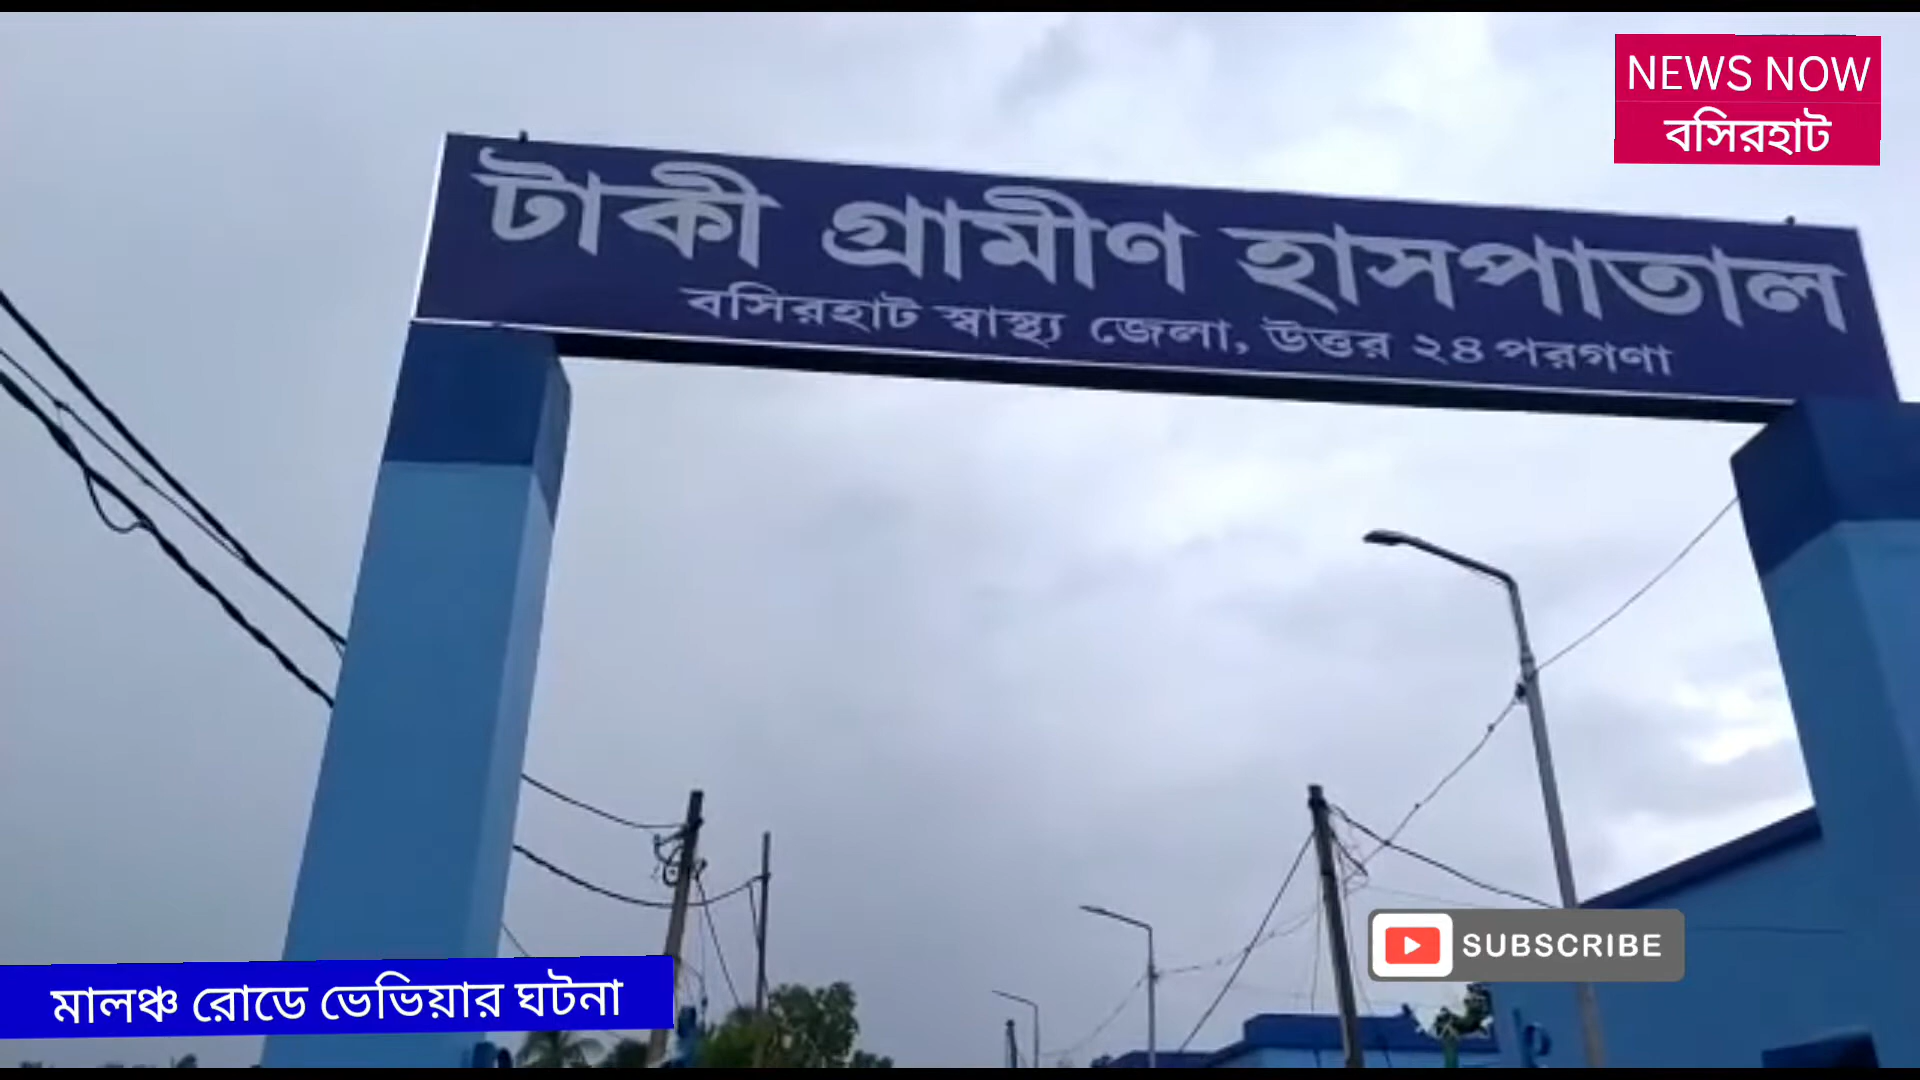 NEWS NOW
বসিরহাট
টাকী গ্রামীণ হাসপাতাল
বসিরহাট স্বাস্থ্য জেলা, উত্তর ২৪ পরগণা
SUBSCRIBE
মালঞ্চ রোডে ভেভিয়ার ঘটনা